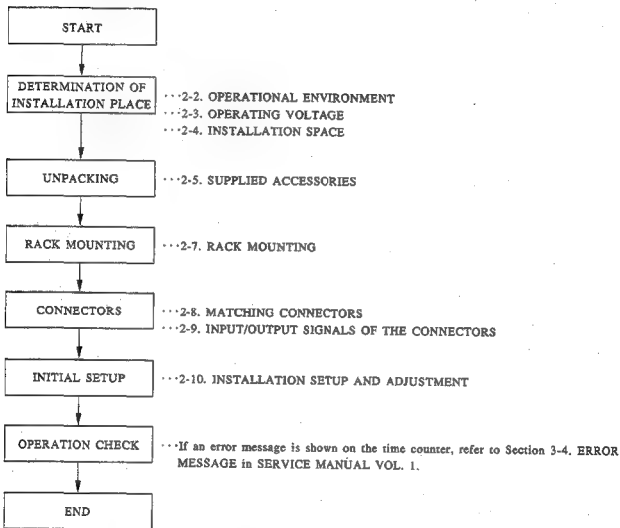 START
DETERMINATION OF
INSTALLATION PLACE
···2-2. OPERATIONAL ENVIRONMENT
···2-3. OPERATING VOLTAGE
···2-4. INSTALLATION SPACE
UNPACKING
···2-5. SUPPLIED ACCESSORIES
RACK MOUNTING
···2-7. RACK MOUNTING
CONNECTORS
···2-8. MATCHING CONNECTORS
···2-9. INPUT/OUTPUT SIGNALS OF THE CONNECTORS
INITIAL SETUP
···2-10. INSTALLATION SETUP AND ADJUSTMENT
OPERATION CHECK
···If an error message is shown on the time counter, refer to Section 3-4. ERROR
MESSAGE in SERVICE MANUAL VOL. 1.
END